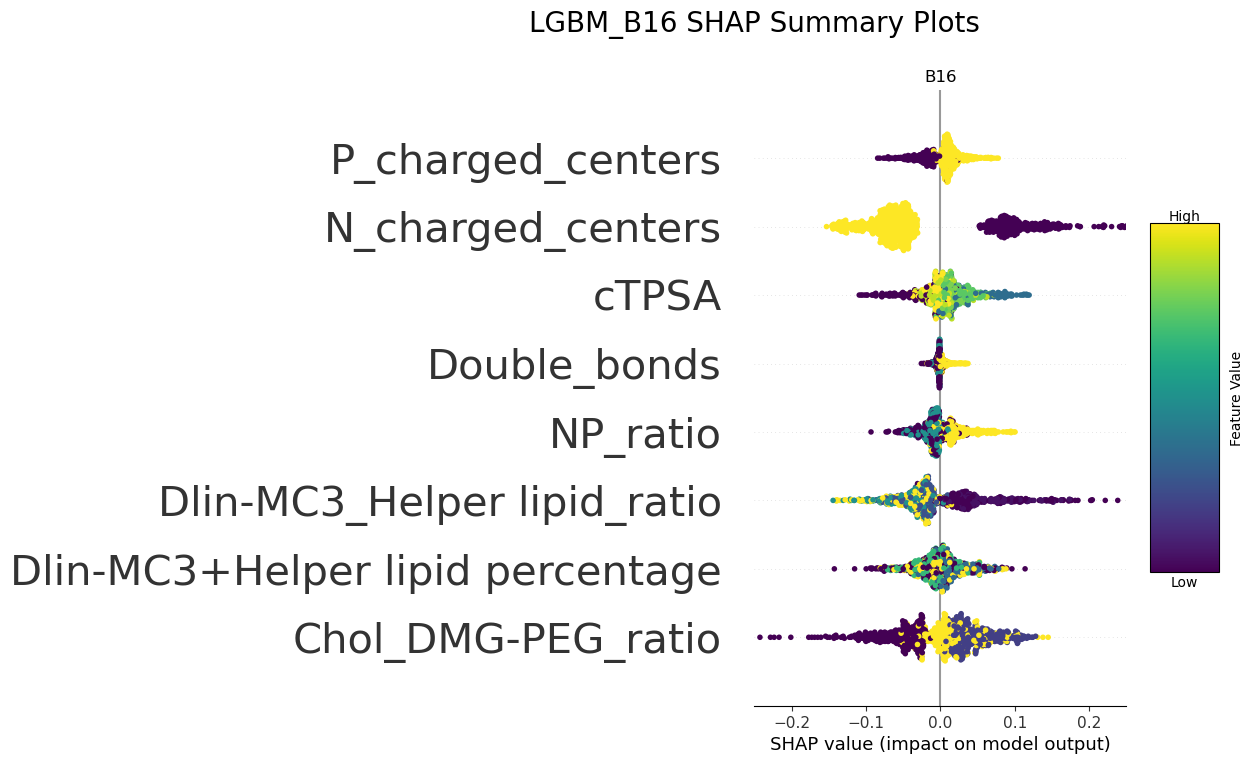 LGBM_B16 SHAP Summary Plots
B16
P_charged_centers
N_charged_centers
cTPSA
Double_bonds
NP_ratio
Dlin-MC3_Helper lipid_ratio
Dlin-MC3+Helper lipid percentage
Chol_DMG-PEG_ratio
−0.2 −0.1 0.0 0.1 0.2
SHAP value (impact on model output)
High
Feature Value
Low